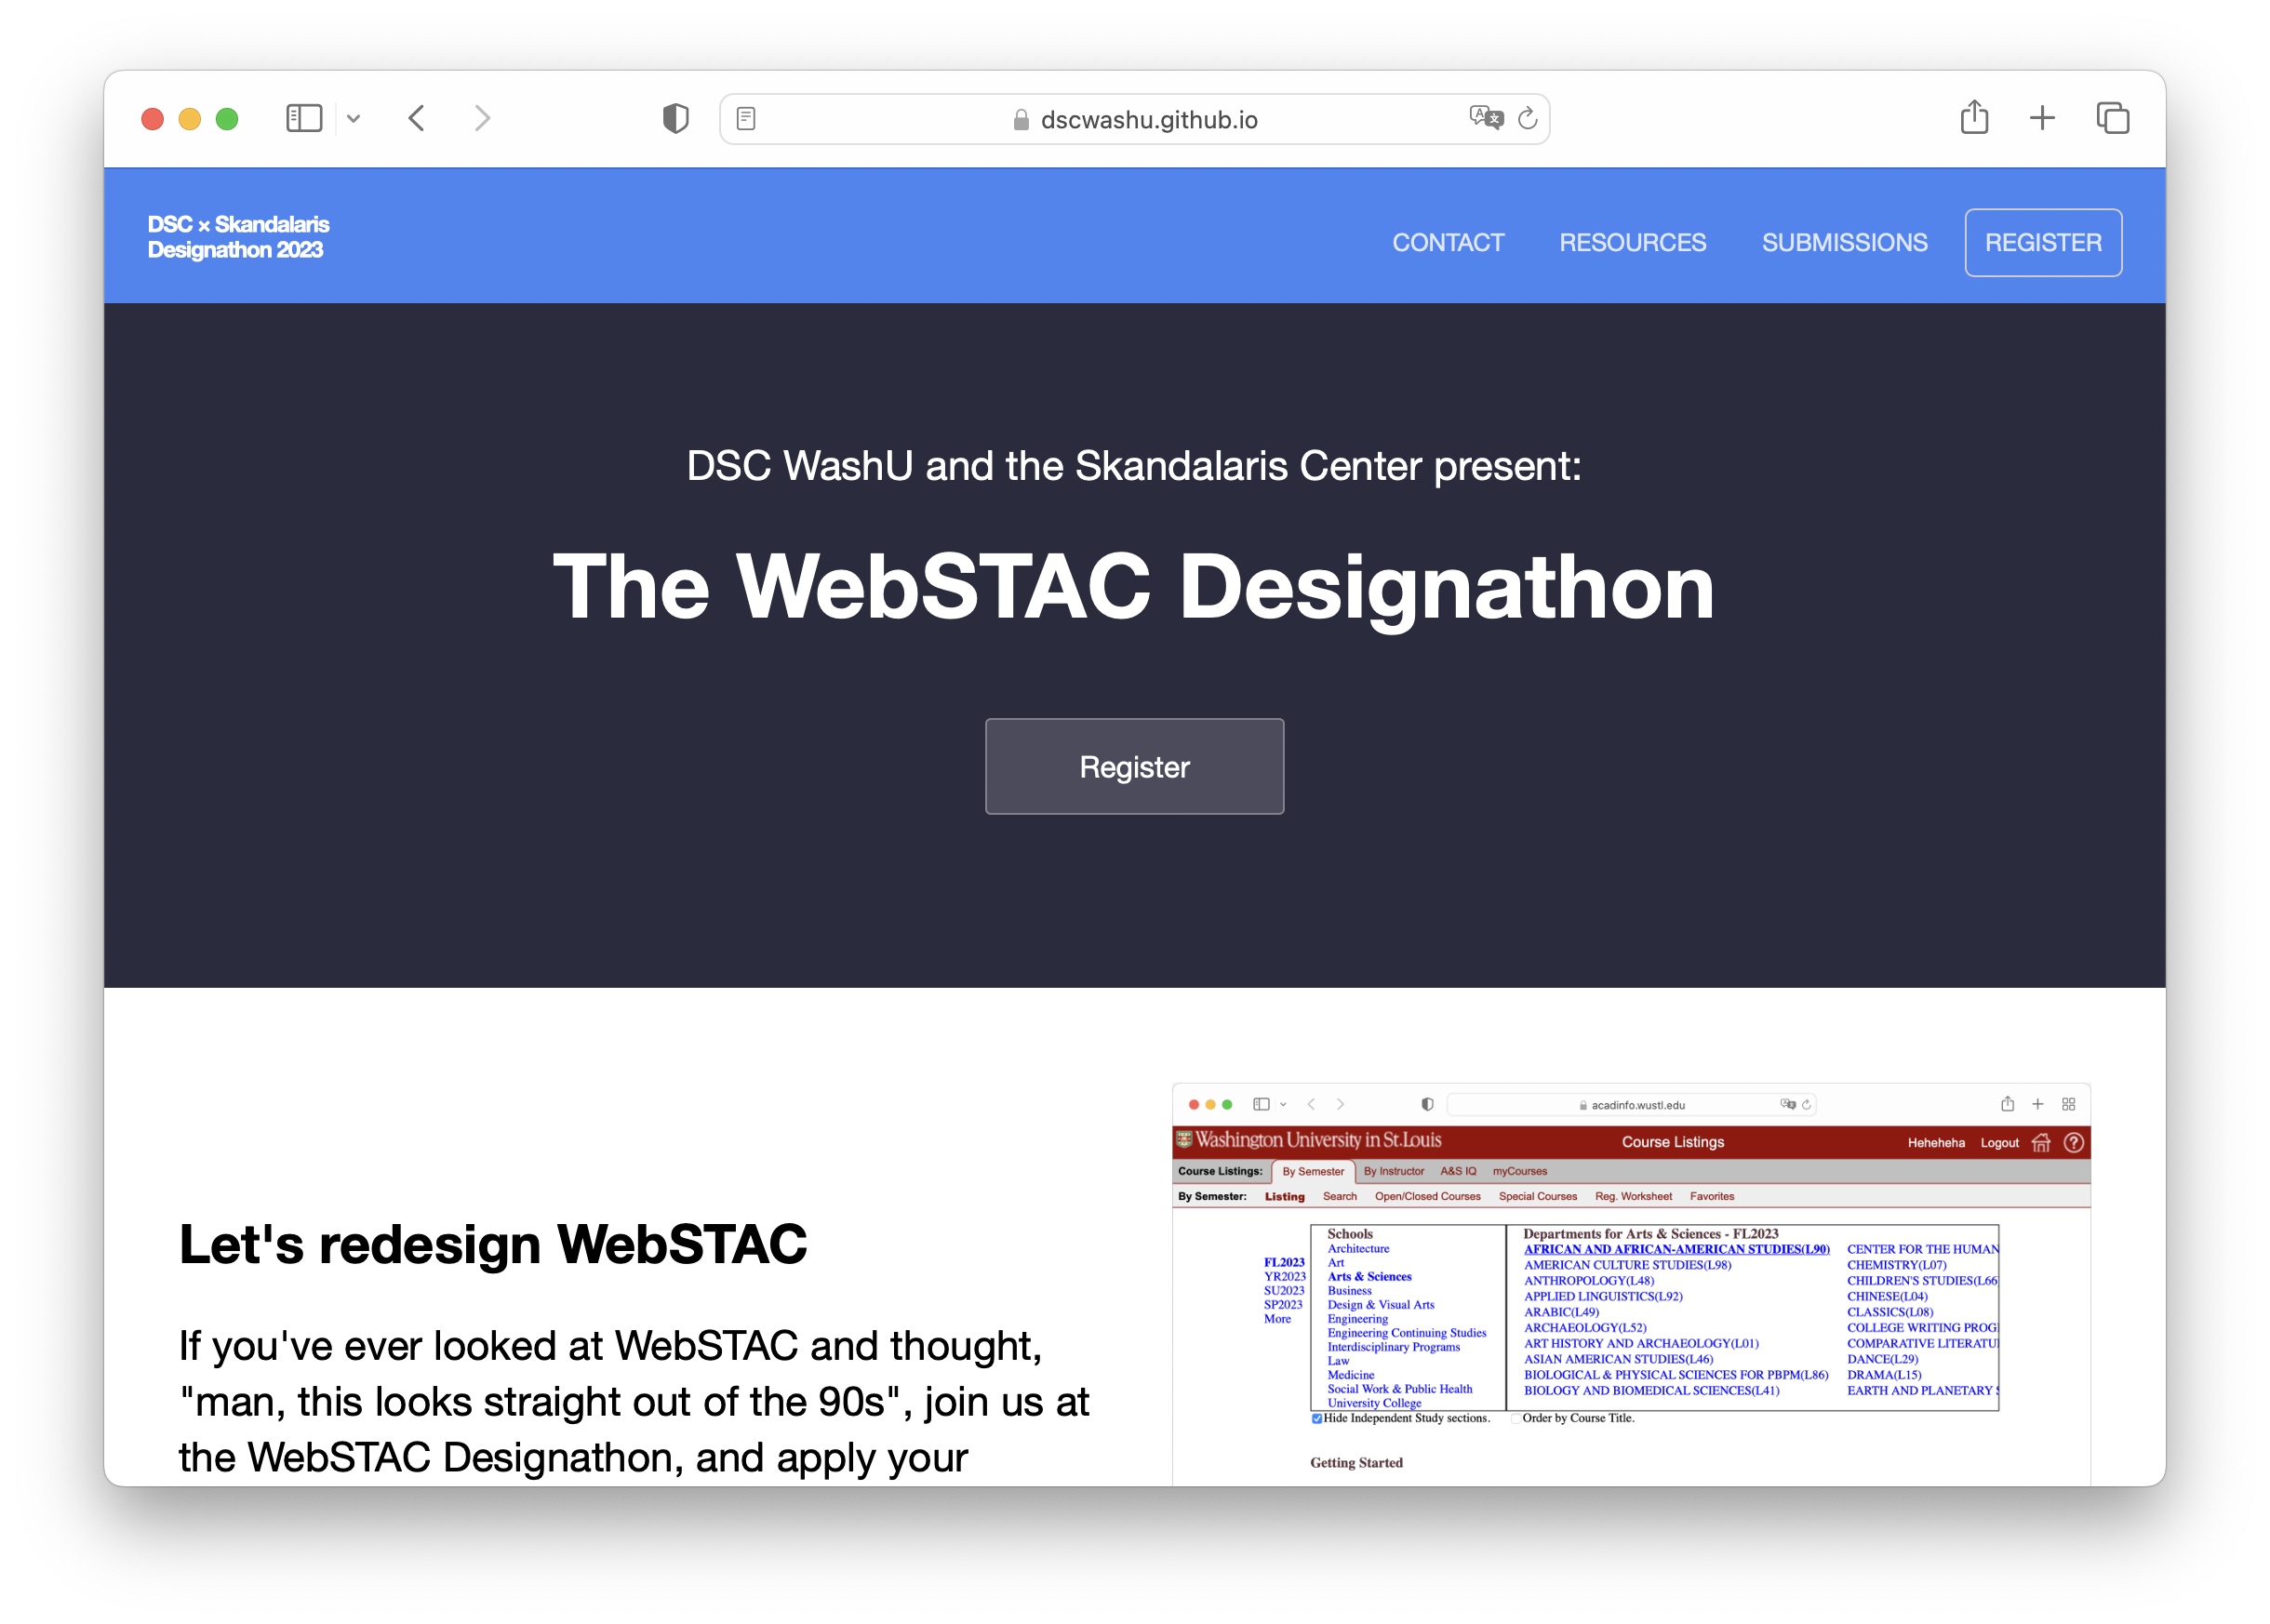 dscwashu.github.io
DSC × Skandalaris
Designathon 2023
CONTACT
RESOURCES
SUBMISSIONS
REGISTER
DSC WashU and the Skandalaris Center present:
The WebSTAC Designathon
Register
Let's redesign WebSTAC
If you've ever looked at WebSTAC and thought,
"man, this looks straight out of the 90s", join us at
the WebSTAC Designathon, and apply your
acadinfo.wustl.edu
Washington University in St.Louis
Course Listings
Heheheha
Logout
Course Listings:
By Semester
By Instructor
A&S IQ
myCourses
By Semester:
Listing
Search
Open/Closed Courses
Special Courses
Reg. Worksheet
Favorites
FL2023
YR2023
SU2023
SP2023
More
Schools
Architecture
Art
Arts & Sciences
Business
Design & Visual Arts
Engineering
Engineering Continuing Studies
Interdisciplinary Programs
Law
Medicine
Social Work & Public Health
University College
Departments for Arts & Sciences - FL2023
AFRICAN AND AFRICAN-AMERICAN STUDIES(L90)
AMERICAN CULTURE STUDIES(L98)
ANTHROPOLOGY(L48)
APPLIED LINGUISTICS(L92)
ARABIC(L49)
ARCHAEOLOGY(L52)
ART HISTORY AND ARCHAEOLOGY(L01)
ASIAN AMERICAN STUDIES(L46)
BIOLOGICAL & PHYSICAL SCIENCES FOR PBPM(L86)
BIOLOGY AND BIOMEDICAL SCIENCES(L41)
CENTER FOR THE HUMAN
CHEMISTRY(L07)
CHILDREN'S STUDIES(L66
CHINESE(L04)
CLASSICS(L08)
COLLEGE WRITING PROG
COMPARATIVE LITERATU
DANCE(L29)
DRAMA(L15)
EARTH AND PLANETARY
Hide Independent Study sections.
Order by Course Title.
Getting Started